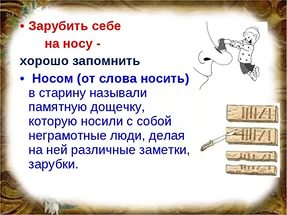 • Зарубить себе
на носу -
хорошо запомнить
• Носом (от слова носить)
в старину называли
памятную дощечку,
которую носили с собой
неграмотные люди, делая
на ней различные заметки,
зарубки.